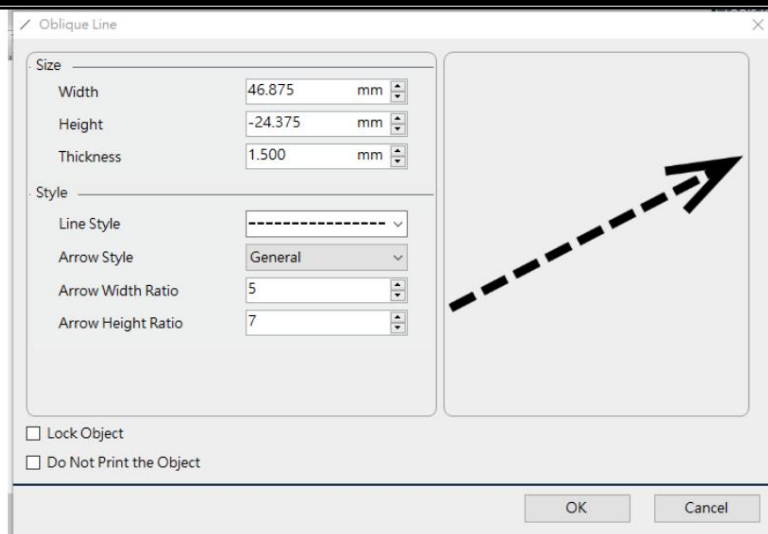 Oblique Line
Size
Width 46.875 mm
Height -24.375 mm
Thickness 1.500 mm
Style
Line Style
Arrow Style General
Arrow Width Ratio 5
Arrow Height Ratio 7
Lock Object
Do Not Print the Object
OK Cancel